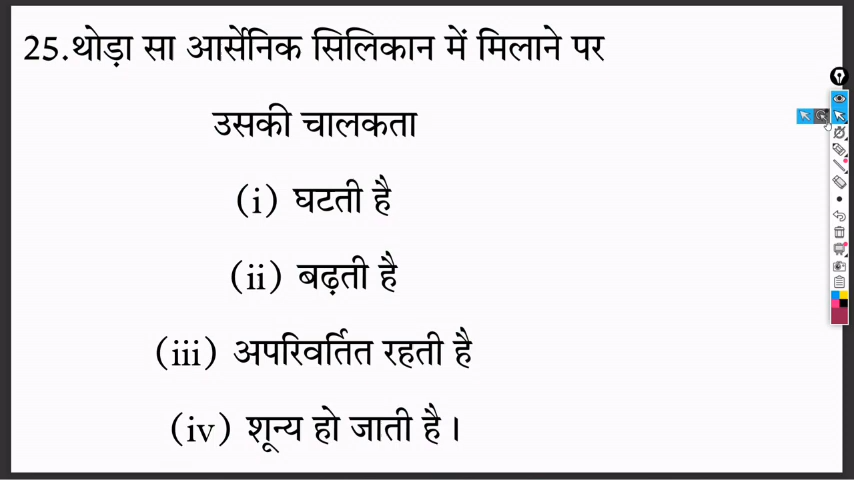 25.थोड़ा सा आर्सेनिक सिलिकान में मिलाने पर
उसकी चालकता
(i) घटती है
(ii) बढ़ती है
(iii) अपरिवर्तित रहती है
(iv) शून्य हो जाती है।